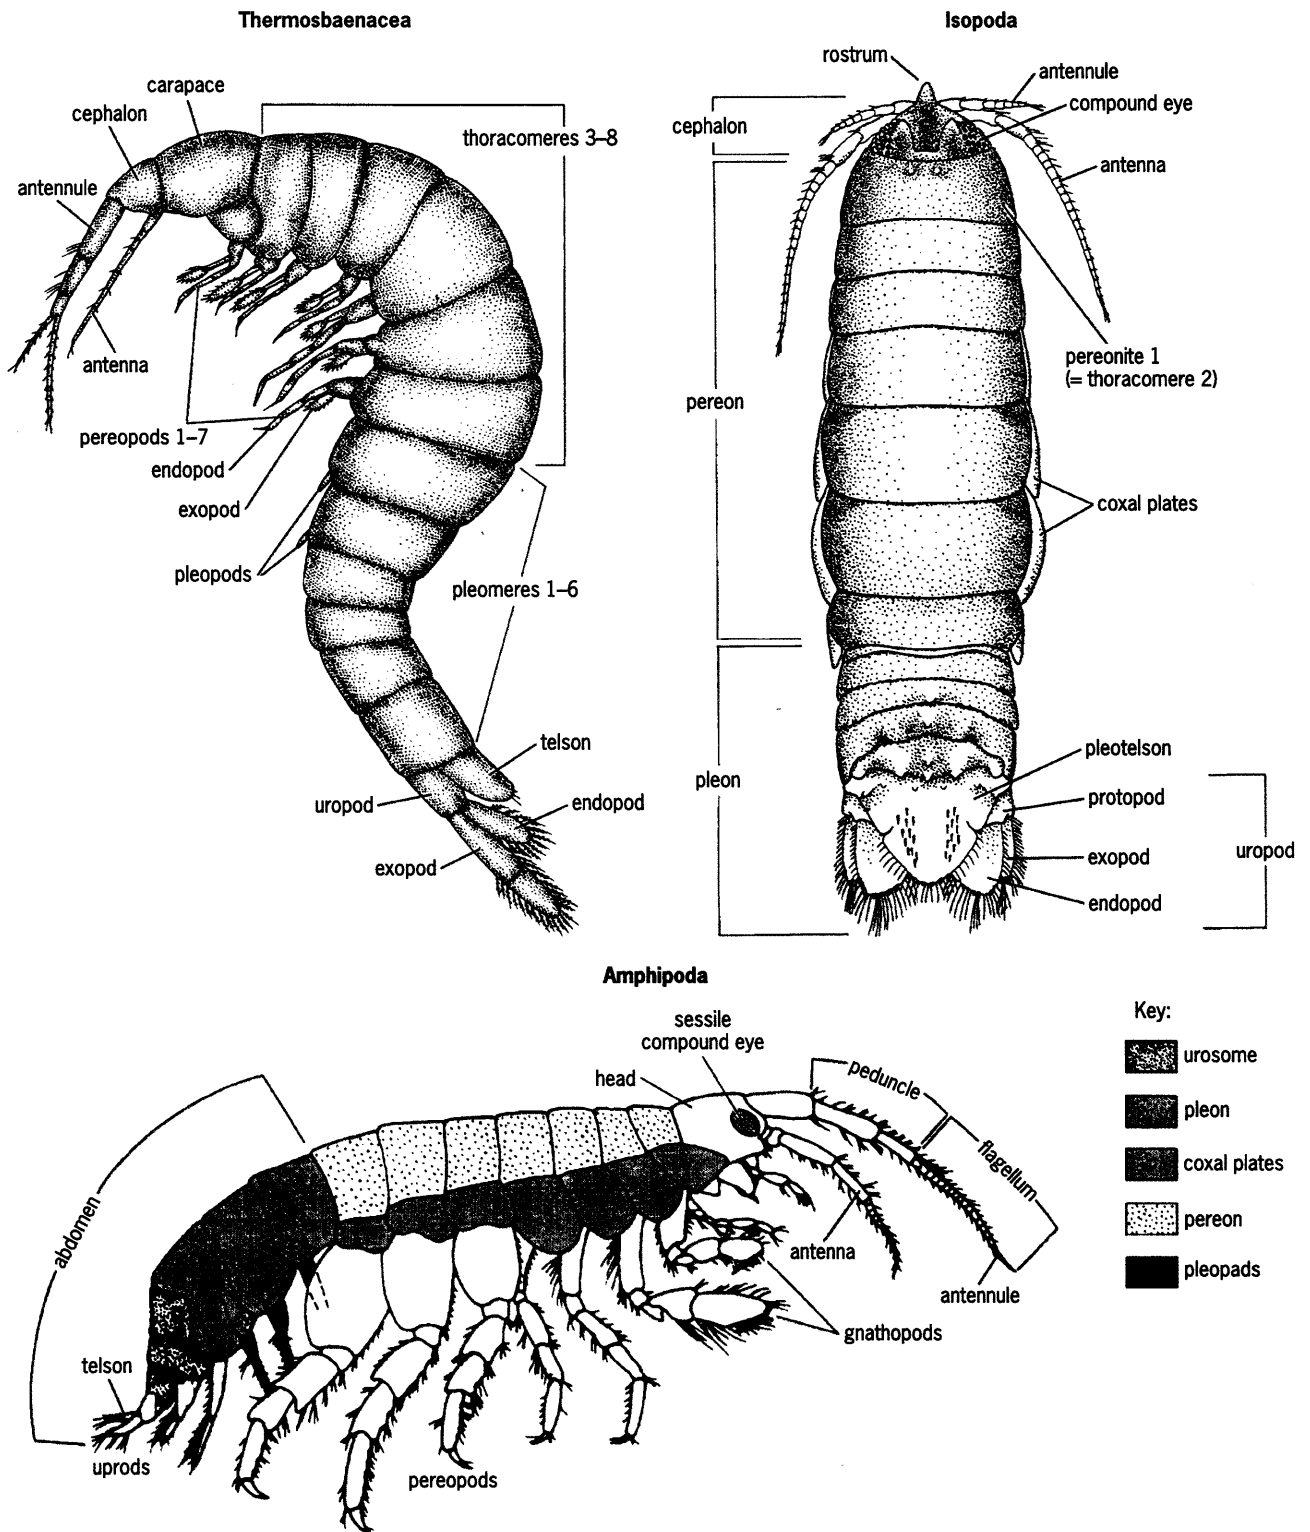 Thermosbaenacea
carapace
cephalon
antennule
thoracomeres 3–8
antenna
pereopods 1–7
endopod
exopod
pleopods
pleomeres 1–6
telson
uropod
endopod
exopod
Isopoda
rostrum
antennule
compound eye
cephalon
antenna
pereonite 1
(= thoracomere 2)
pereon
coxal plates
pleotelson
pleon
protopod
exopod
uropod
endopod
Amphipoda
sessile
compound eye
head
peduncle
flagellum
abdomen
antenna
antennule
gnathopods
telson
uprods
pereopods
Key:
urosome
pleon
coxal plates
pereon
pleopads